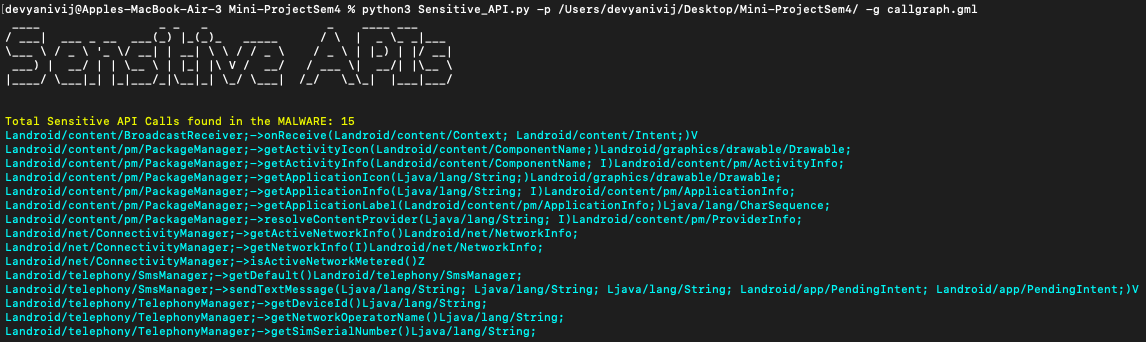 [devyanivij@Apples-MacBook-Air-3 Mini-ProjectSem4 % python3 Sensitive_API.py -p /Users/devyanivij/Desktop/Mini-ProjectSem4/ -g callgraph.gml
Sensitive APIs
Total Sensitive API Calls found in the MALWARE: 15
Landroid/content/BroadcastReceiver;->onReceive(Landroid/content/Context; Landroid/content/Intent;)V
Landroid/content/pm/PackageManager;->getActivityIcon(Landroid/content/ComponentName;)Landroid/graphics/drawable/Drawable;
Landroid/content/pm/PackageManager;->getActivityInfo(Landroid/content/ComponentName; I)Landroid/content/pm/ActivityInfo;
Landroid/content/pm/PackageManager;->getApplicationIcon(Ljava/lang/String;)Landroid/graphics/drawable/Drawable;
Landroid/content/pm/PackageManager;->getApplicationInfo(Ljava/lang/String; I)Landroid/content/pm/ApplicationInfo;
Landroid/content/pm/PackageManager;->getApplicationLabel(Landroid/content/pm/ApplicationInfo;)Ljava/lang/CharSequence;
Landroid/content/pm/PackageManager;->resolveContentProvider(Ljava/lang/String; I)Landroid/content/pm/ProviderInfo;
Landroid/net/ConnectivityManager;->getActiveNetworkInfo()Landroid/net/NetworkInfo;
Landroid/net/ConnectivityManager;->getNetworkInfo(I)Landroid/net/NetworkInfo;
Landroid/net/ConnectivityManager;->isActiveNetworkMetered()Z
Landroid/telephony/SmsManager;->getDefault()Landroid/telephony/SmsManager;
Landroid/telephony/SmsManager;->sendTextMessage(Ljava/lang/String; Ljava/lang/String; Ljava/lang/String; Landroid/app/PendingIntent; Landroid/app/PendingIntent;)V
Landroid/telephony/TelephonyManager;->getDeviceId()Ljava/lang/String;
Landroid/telephony/TelephonyManager;->getNetworkOperatorName()Ljava/lang/String;
Landroid/telephony/TelephonyManager;->getSimSerialNumber()Ljava/lang/String;